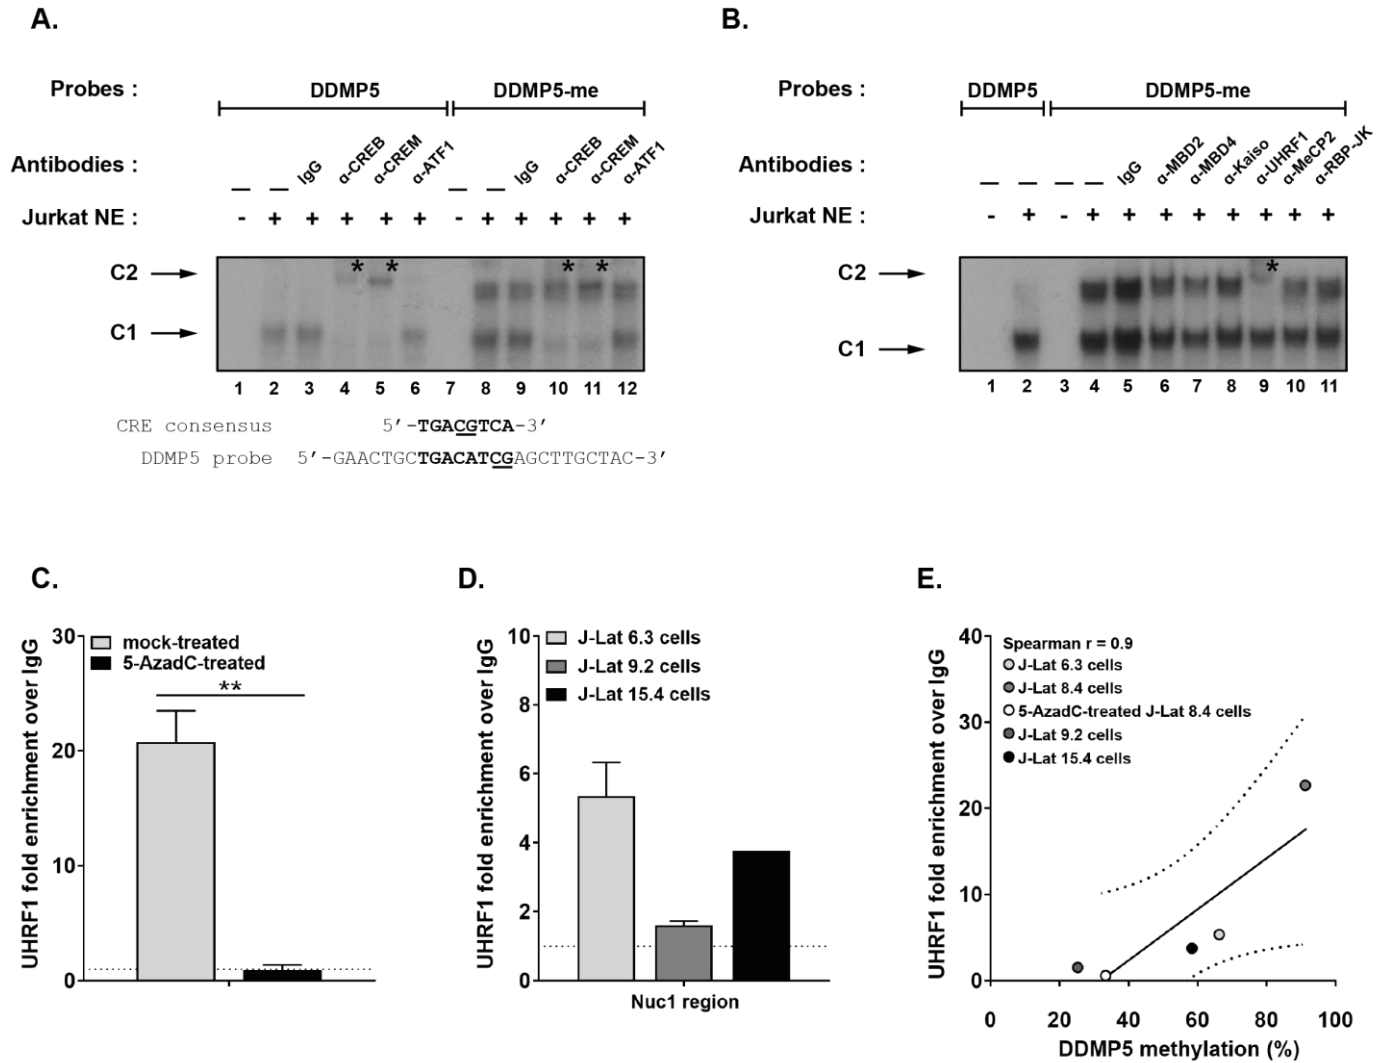 A.
Probes :
DDMP5
DDMP5-me
Antibodies :
— — IgG α-CREB α-CREM α-ATF1 — — IgG α-CREB α-CREM α-ATF1
Jurkat NE :
- + + + + + - + + + + +
C2
* * * *
C1
1 2 3 4 5 6 7 8 9 10 11 12
CRE consensus 5’-TGACGTCA-3’
DDMP5 probe 5’-GAACTGCTGACATCGAGCTTGCTAC-3’
B.
Probes :
DDMP5
DDMP5-me
Antibodies :
— — — — IgG α-MBD2 α-MBD4 α-Kaiso α-UHRF1 α-MeCP2 α-RBP-JK
Jurkat NE :
- + - + + + + + + + +
C2
*
C1
1 2 3 4 5 6 7 8 9 10 11
C.
UHRF1 fold enrichment over IgG
30
20
10
0
mock-treated
5-AzadC-treated
**
D.
UHRF1 fold enrichment over IgG
10
8
6
4
2
0
J-Lat 6.3 cells
J-Lat 9.2 cells
J-Lat 15.4 cells
Nuc1 region
E.
UHRF1 fold enrichment over IgG
40
30
20
10
0
Spearman r = 0.9
J-Lat 6.3 cells
J-Lat 8.4 cells
5-AzadC-treated J-Lat 8.4 cells
J-Lat 9.2 cells
J-Lat 15.4 cells
0 20 40 60 80 100
DDMP5 methylation (%)